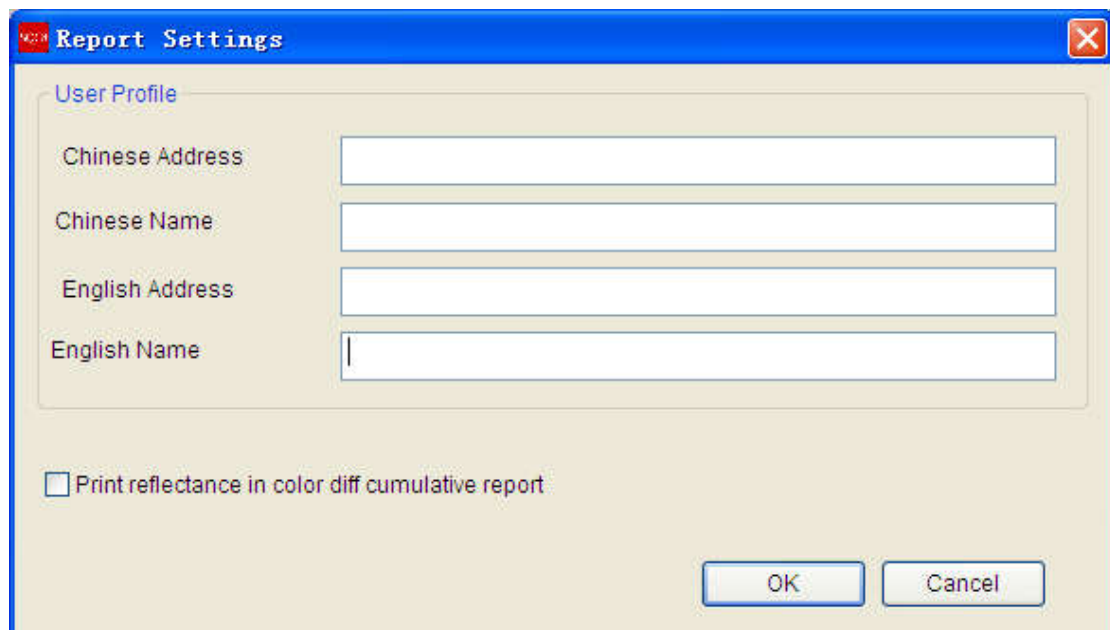 Report Settings
User Profile
Chinese Address
Chinese Name
English Address
English Name
Print reflectance in color diff cumulative report
OK
Cancel